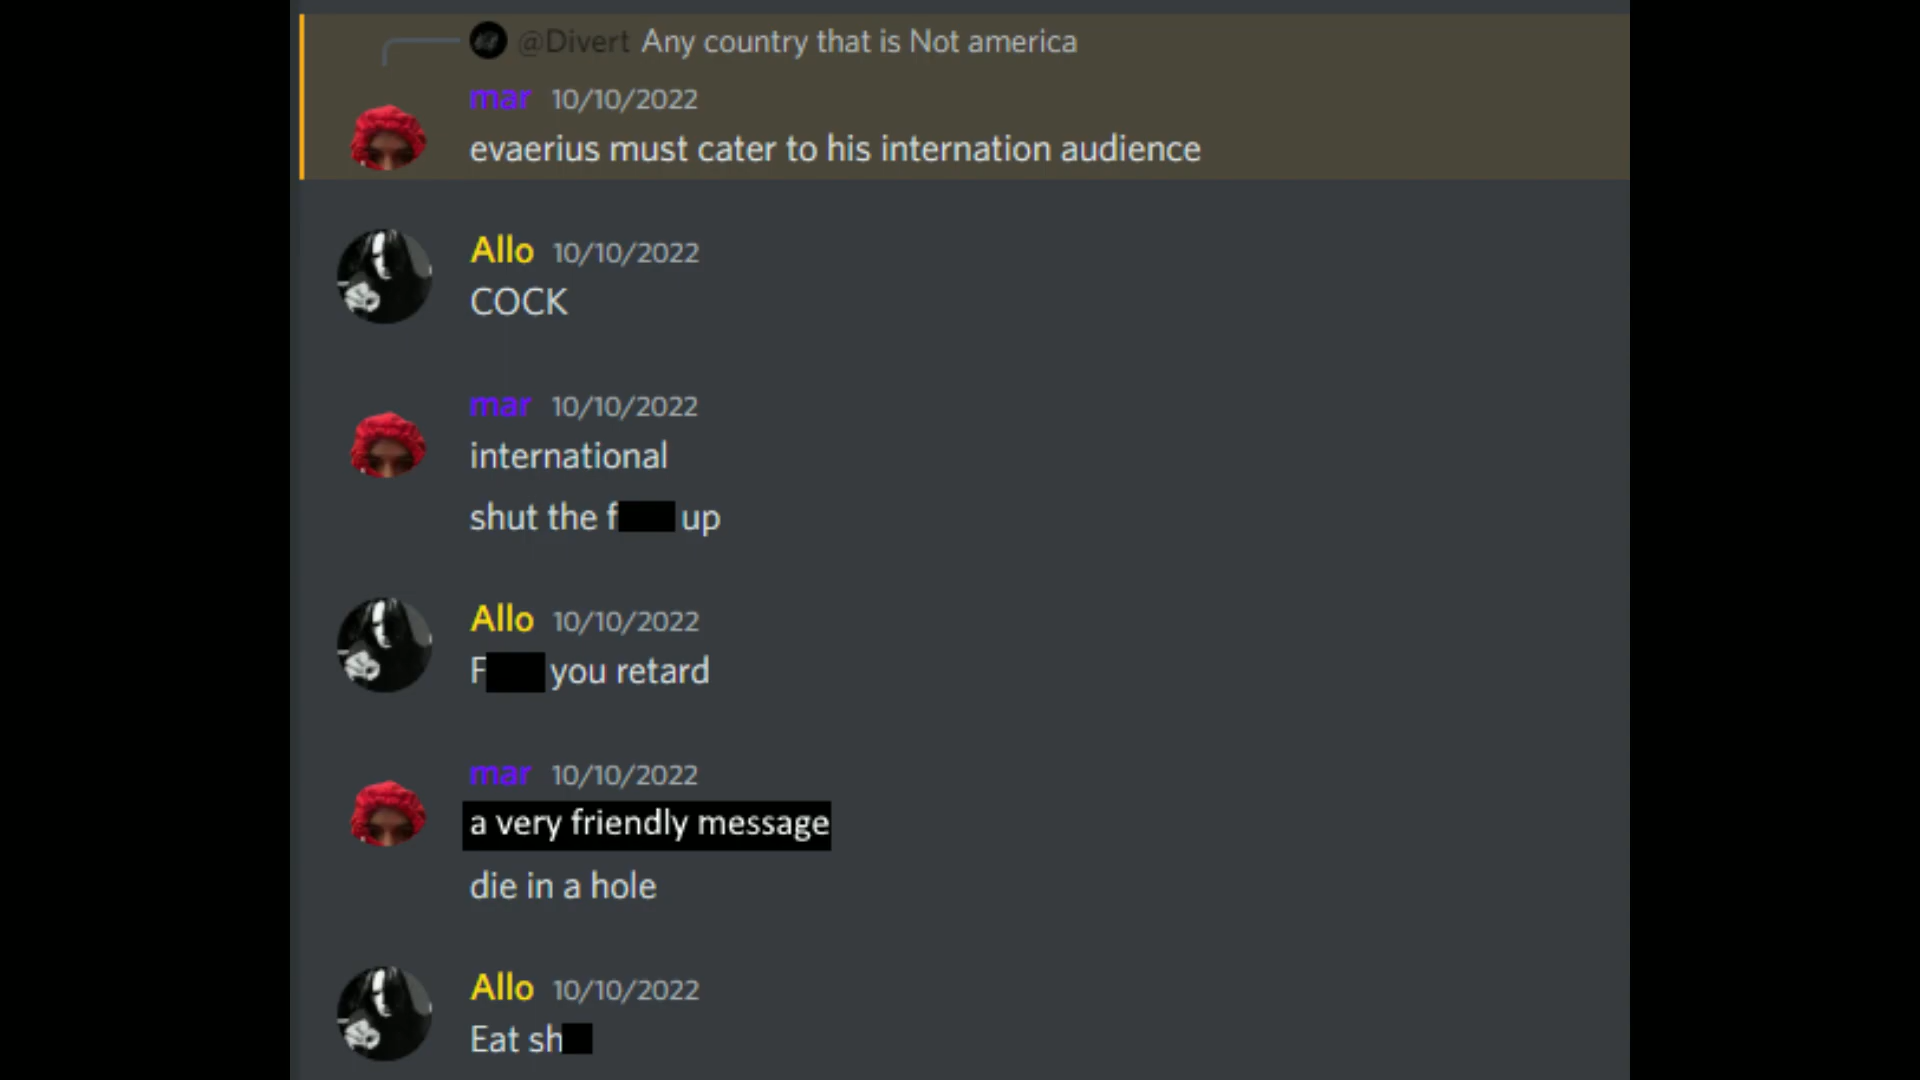 @Divert Any country that is Not america
mar 10/10/2022
evaerius must cater to his internation audience
Allo 10/10/2022
COCK
mar 10/10/2022
international
shut the f up
Allo 10/10/2022
F you retard
mar 10/10/2022
a very friendly message
die in a hole
Allo 10/10/2022
Eat sh